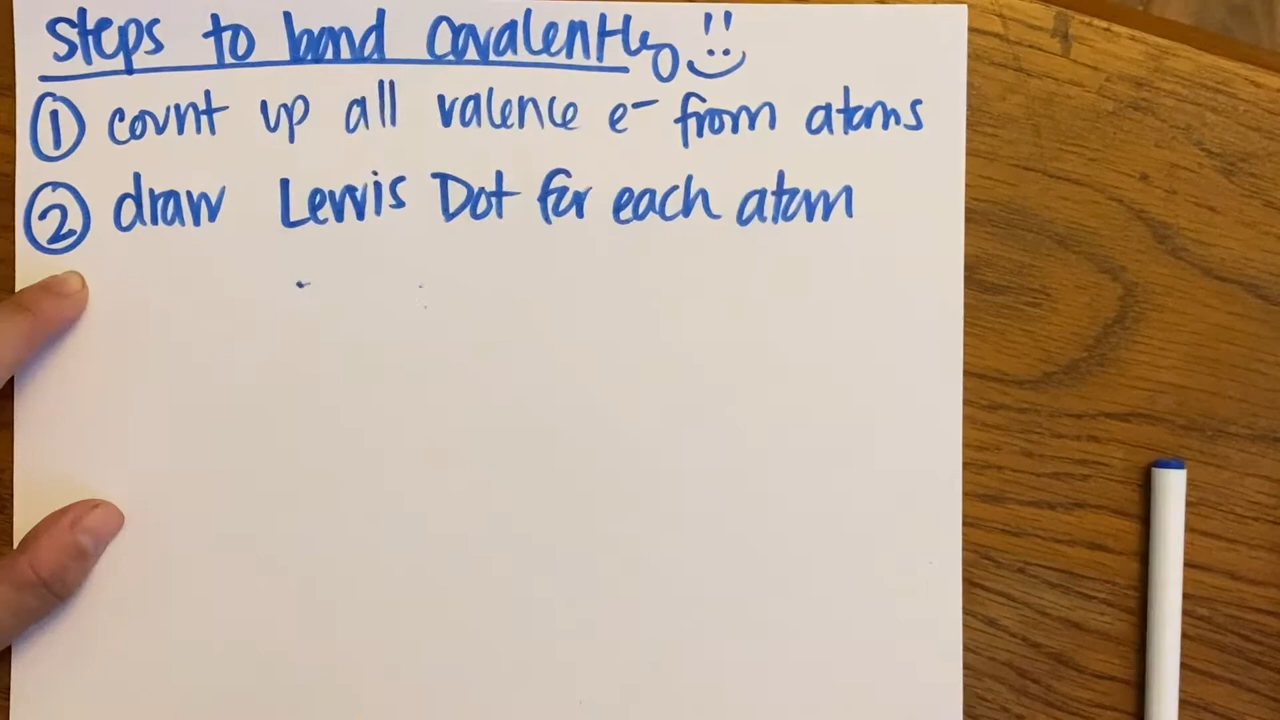 steps to bond covalently !!
① count up all valence e- from atoms
② draw Lewis Dot for each atom